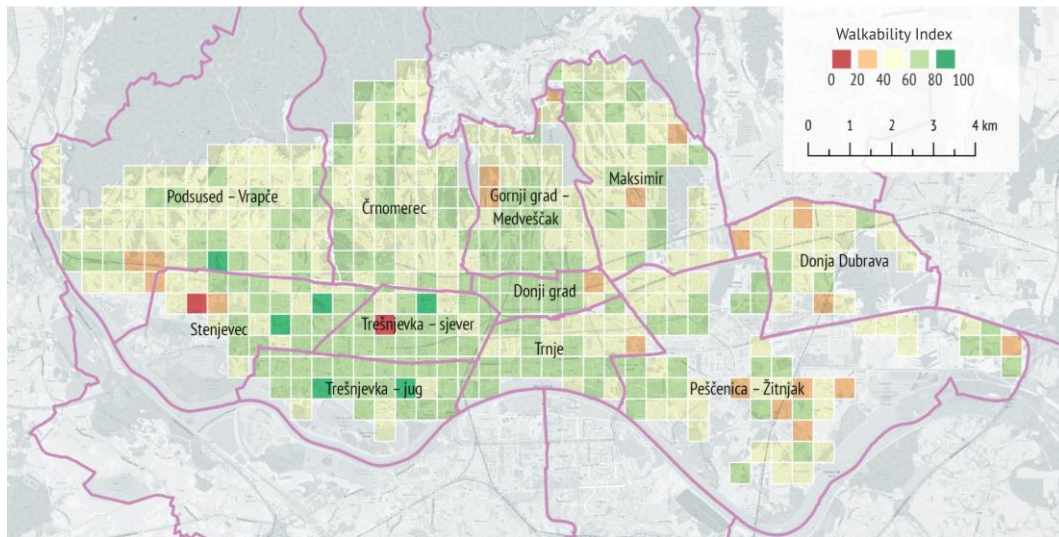 Walkability Index
0 20 40 60 80 100
0 1 2 3 4 km
Podsused – Vrapče
Črnomerec
Gornji grad –
Medveščak
Maksimir
Donja Dubrava
Donji grad
Stenjevec
Trešnjevka – sjever
Trnje
Trešnjevka – jug
Peščenica – Žitnjak